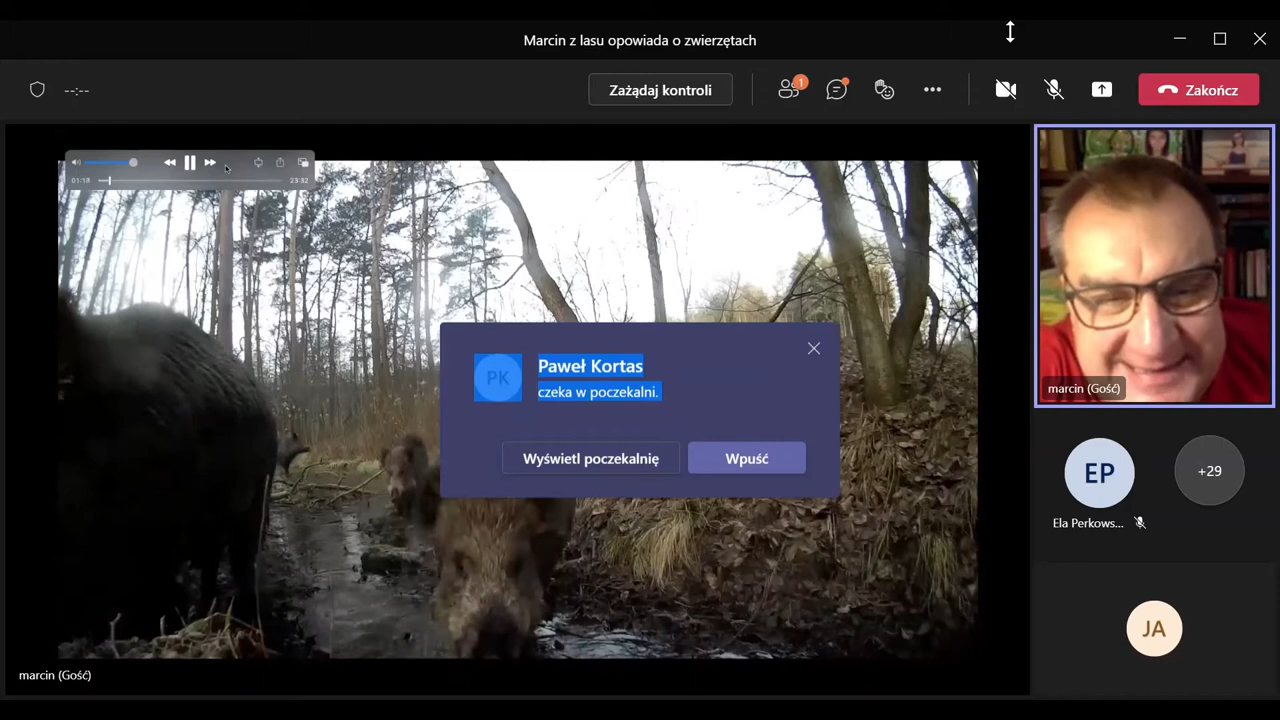 Marcin z lasu opowiada o zwierzętach
--:--
Zażądaj kontroli
1
Zakończ
01:18
23:32
PK
Paweł Kortas
czeka w poczekalni.
Wyświetl poczekalnię
Wpuść
marcin (Gość)
EP
+29
Ela Perkows...
JA
marcin (Gość)